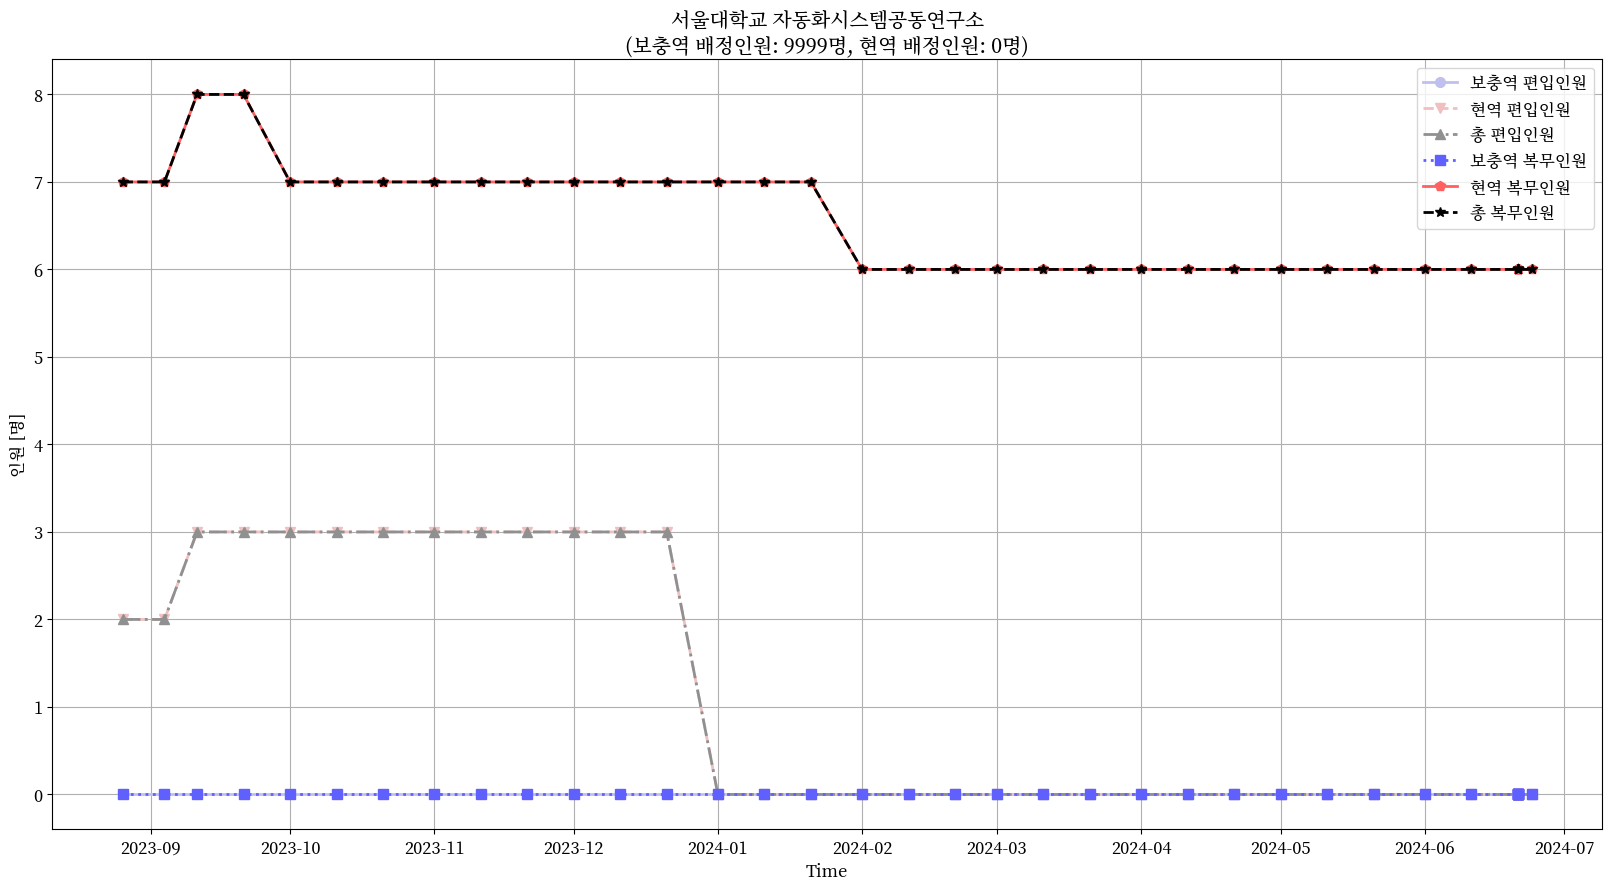 서울대학교 자동화시스템공동연구소
(보충역 배정인원: 9999명, 현역 배정인원: 0명)
보충역 편입인원
현역 편입인원
총 편입인원
보충역 복무인원
현역 복무인원
총 복무인원
인원 [명]
8
7
6
5
4
3
2
1
0
2023-09 2023-10 2023-11 2023-12 2024-01 2024-02 2024-03 2024-04 2024-05 2024-06 2024-07
Time